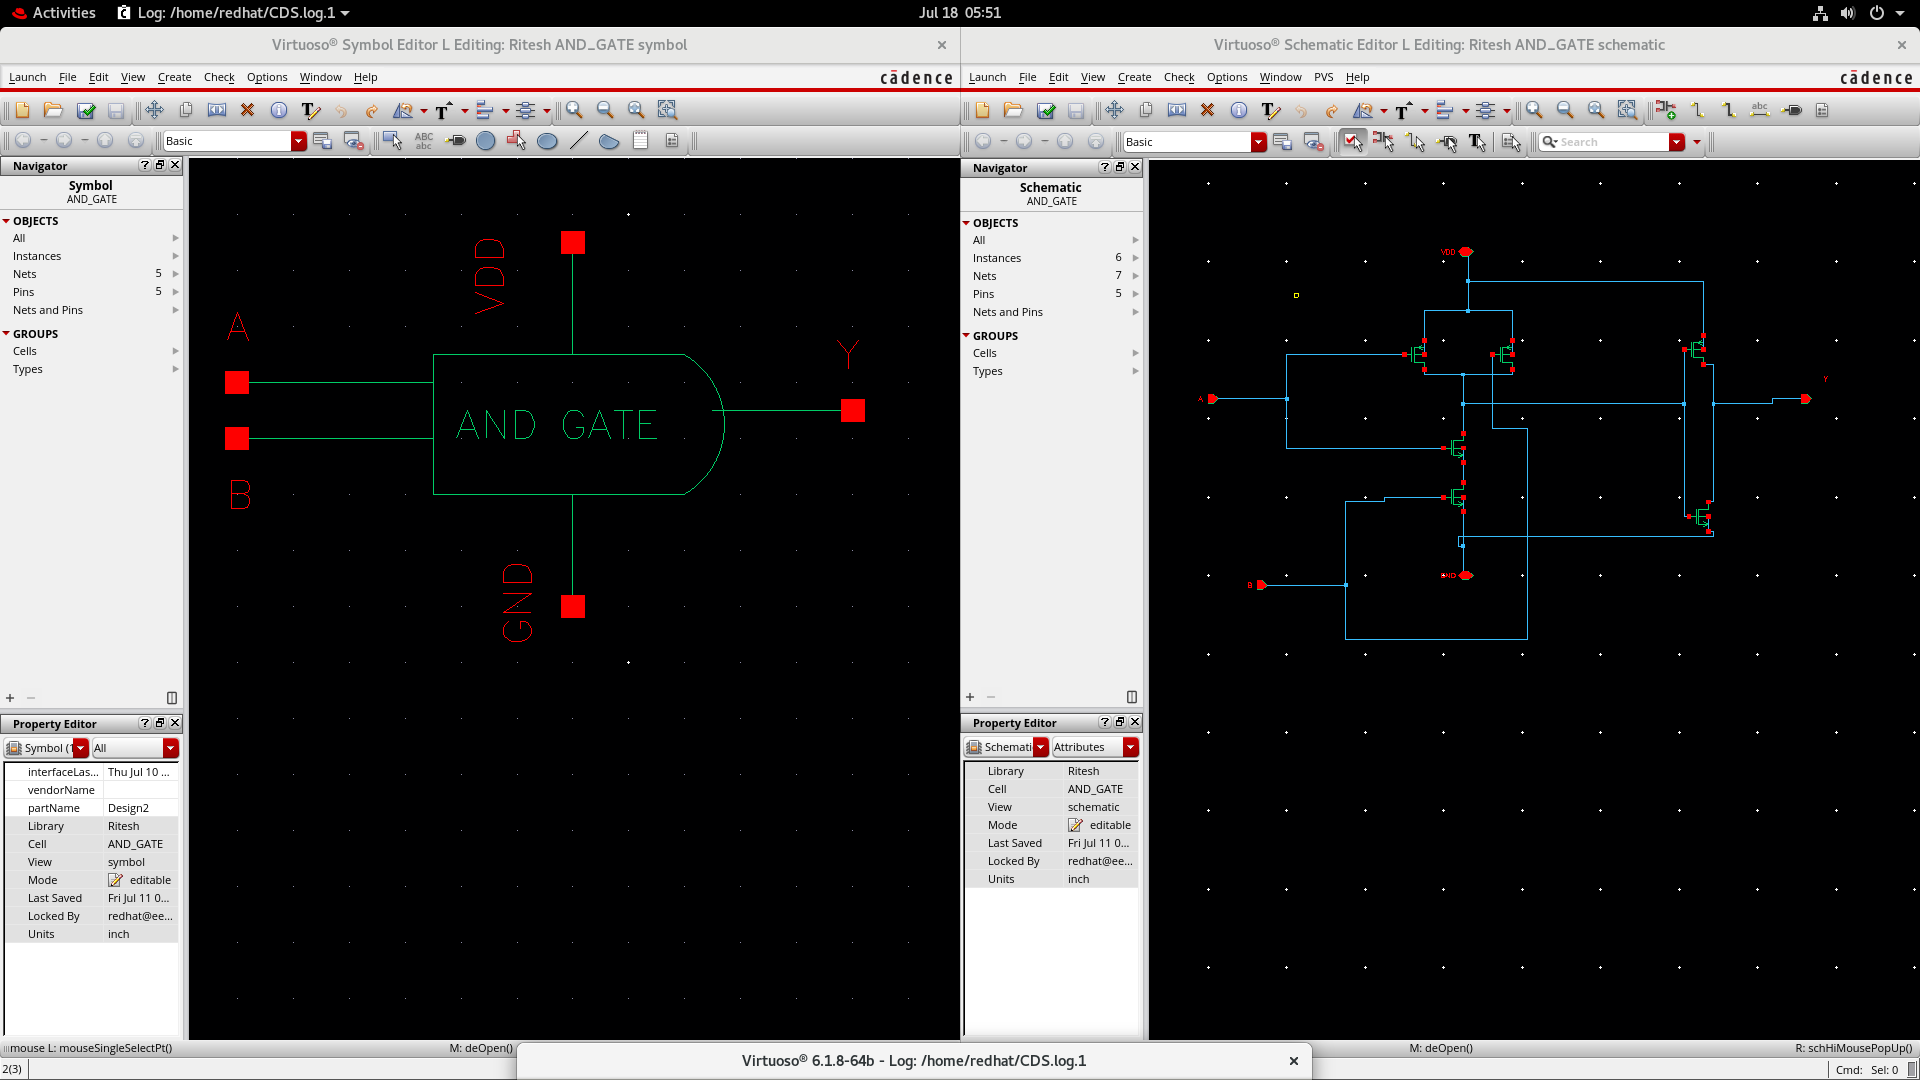 Activities
Log: /home/redhat/CDS.log.1
Jul 18 05:51
Virtuoso® Symbol Editor L Editing: Ritesh AND_GATE symbol
Launch File Edit View Create Check Options Window Help
cādence
Basic
ABC
abc
Navigator
Symbol
AND_GATE
OBJECTS
All
Instances
Nets 5
Pins 5
Nets and Pins
GROUPS
Cells
Types
VDD
A
Y
AND GATE
B
GND
Property Editor
Symbol (1
All
interfaceLas... Thu Jul 10 ...
vendorName
partName Design2
Library Ritesh
Cell AND_GATE
View symbol
Mode editable
Last Saved Fri Jul 11 0...
Locked By redhat@ee...
Units inch
mouse L: mouseSingleSelectPt()
M: deOpen()
2(3)
Virtuoso® Schematic Editor L Editing: Ritesh AND_GATE schematic
Launch File Edit View Create Check Options Window PVS Help
cādence
abc
Basic
Search
Navigator
Schematic
AND_GATE
OBJECTS
All
Instances 6
Nets 7
Pins 5
Nets and Pins
GROUPS
Cells
Types
VDD
A
Y
B
GND
Property Editor
Schemati
Attributes
Library Ritesh
Cell AND_GATE
View schematic
Mode editable
Last Saved Fri Jul 11 0...
Locked By redhat@ee...
Units inch
M: deOpen()
R: schHiMousePopUp()
Cmd: Sel: 0
Virtuoso® 6.1.8-64b - Log: /home/redhat/CDS.log.1